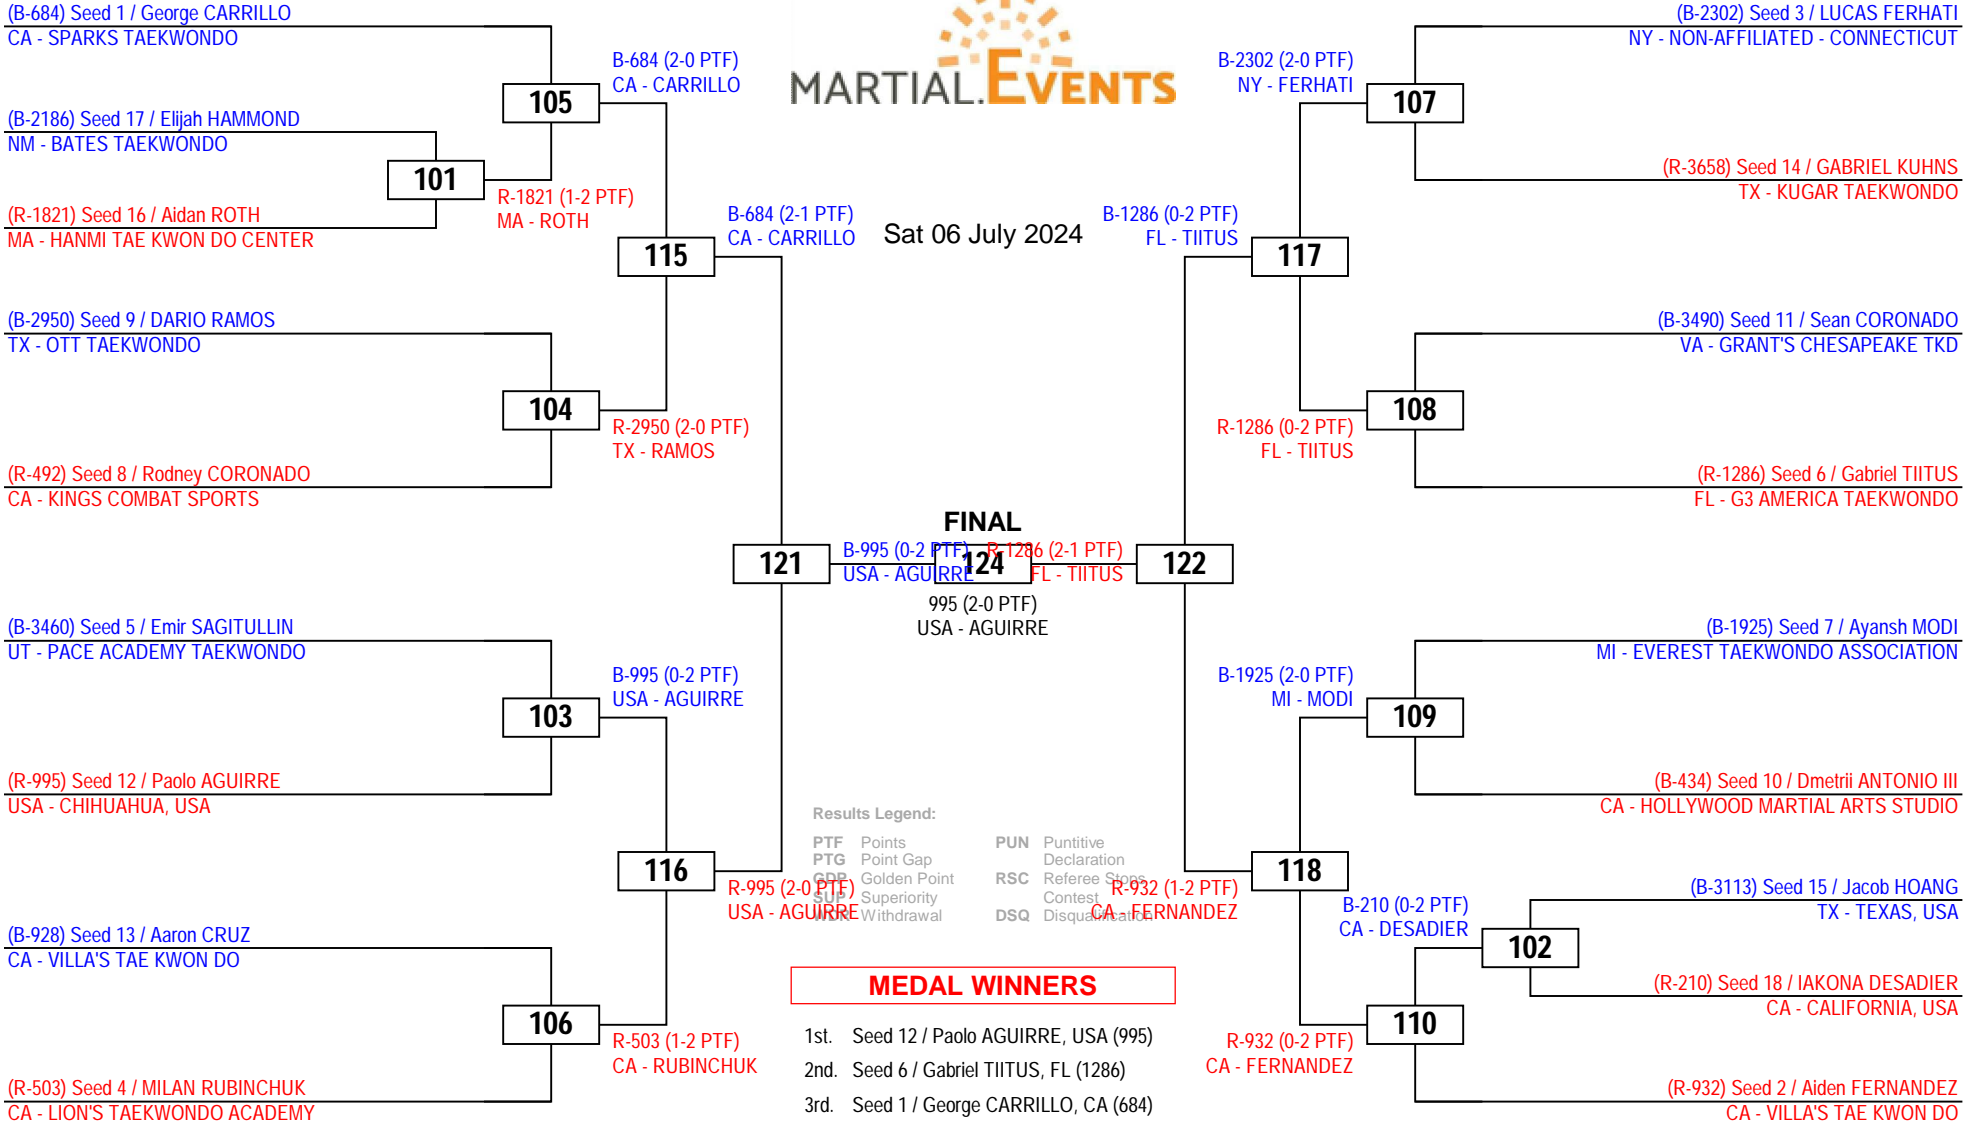 (B-684) Seed 1 / George CARRILLO
CA - SPARKS TAEKWONDO
(B-2186) Seed 17 / Elijah HAMMOND
NM - BATES TAEKWONDO
101
(R-1821) Seed 16 / Aidan ROTH
MA - HANMI TAE KWON DO CENTER
R-1821 (1-2 PTF)
MA - ROTH
105
B-684 (2-0 PTF)
CA - CARRILLO
(B-2950) Seed 9 / DARIO RAMOS
TX - OTT TAEKWONDO
104
(R-492) Seed 8 / Rodney CORONADO
CA - KINGS COMBAT SPORTS
R-2950 (2-0 PTF)
TX - RAMOS
115
B-684 (2-1 PTF)
CA - CARRILLO
(B-3460) Seed 5 / Emir SAGITULLIN
UT - PACE ACADEMY TAEKWONDO
103
(R-995) Seed 12 / Paolo AGUIRRE
USA - CHIHUAHUA, USA
B-995 (0-2 PTF)
USA - AGUIRRE
(B-928) Seed 13 / Aaron CRUZ
CA - VILLA'S TAE KWON DO
106
(R-503) Seed 4 / MILAN RUBINCHUK
CA - LION'S TAEKWONDO ACADEMY
R-503 (1-2 PTF)
CA - RUBINCHUK
116
R-995 (2-0 PTF)
USA - AGUIRRE
121
B-995 (0-2 PTF)
USA - AGUIRRE
MARTIAL.EVENTS
Sat 06 July 2024
FINAL
124
995 (2-0 PTF)
USA - AGUIRRE
R-1286 (2-1 PTF)
FL - TIITUS
122
B-1286 (0-2 PTF)
FL - TIITUS
117
B-2302 (2-0 PTF)
NY - FERHATI
107
(B-2302) Seed 3 / LUCAS FERHATI
NY - NON-AFFILIATED - CONNECTICUT
(R-3658) Seed 14 / GABRIEL KUHNS
TX - KUGAR TAEKWONDO
(B-3490) Seed 11 / Sean CORONADO
VA - GRANT'S CHESAPEAKE TKD
108
R-1286 (0-2 PTF)
FL - TIITUS
(R-1286) Seed 6 / Gabriel TIITUS
FL - G3 AMERICA TAEKWONDO
(B-1925) Seed 7 / Ayansh MODI
MI - EVEREST TAEKWONDO ASSOCIATION
B-1925 (2-0 PTF)
MI - MODI
109
(B-434) Seed 10 / Dmetrii ANTONIO III
CA - HOLLYWOOD MARTIAL ARTS STUDIO
118
R-932 (1-2 PTF)
CA - FERNANDEZ
(B-3113) Seed 15 / Jacob HOANG
TX - TEXAS, USA
B-210 (0-2 PTF)
CA - DESADIER
102
(R-210) Seed 18 / IAKONA DESADIER
CA - CALIFORNIA, USA
110
R-932 (0-2 PTF)
CA - FERNANDEZ
(R-932) Seed 2 / Aiden FERNANDEZ
CA - VILLA'S TAE KWON DO
Results Legend:
PTF Points
PTG Point Gap
GDP Golden Point
SUP Superiority
WDR Withdrawal
PUN Puntitive
Declaration
RSC Referee Stops
Contest
DSQ Disqualification
MEDAL WINNERS
1st. Seed 12 / Paolo AGUIRRE, USA (995)
2nd. Seed 6 / Gabriel TIITUS, FL (1286)
3rd. Seed 1 / George CARRILLO, CA (684)